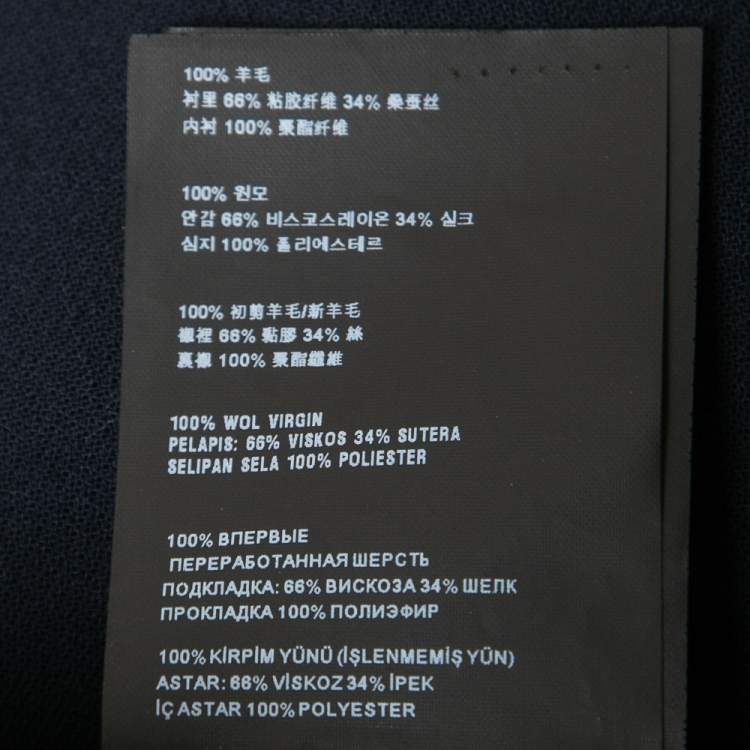 100% 羊毛
衬里 66% 粘胶纤维 34% 桑蚕丝
内衬 100% 聚酯纤维
100% 원모
안감 66% 비스코스레이온 34% 실크
심지 100% 폴리에스테르
100% 初剪羊毛/新羊毛
襯裡 66% 黏膠 34% 絲
裏襯 100% 聚酯纖維
100% WOL VIRGIN
PELAPIS: 66% VISKOS 34% SUTERA
SELIPAN SELA 100% POLIESTER
100% ВПЕРВЫЕ
ПЕРЕРАБОТАННАЯ ШЕРСТЬ
ПОДКЛАДКА: 66% ВИСКОЗА 34% ШЕЛК
ПРОКЛАДКА 100% ПОЛИЭФИР
100% KİRPİM YÜNÜ (İŞLENMEMİŞ YÜN)
ASTAR: 66% VİSKOZ 34% İPEK
İÇ ASTAR 100% POLYESTER